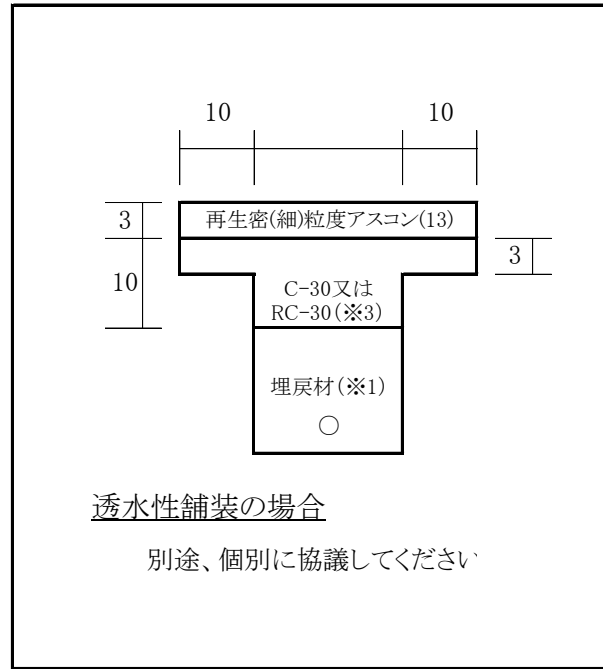 10 10
3 再生密(細)粒度アスコン(13)
3
10
C-30又は
RC-30(※3)
埋戻材(※1)
○
透水性舗装の場合
別途、個別に協議してください